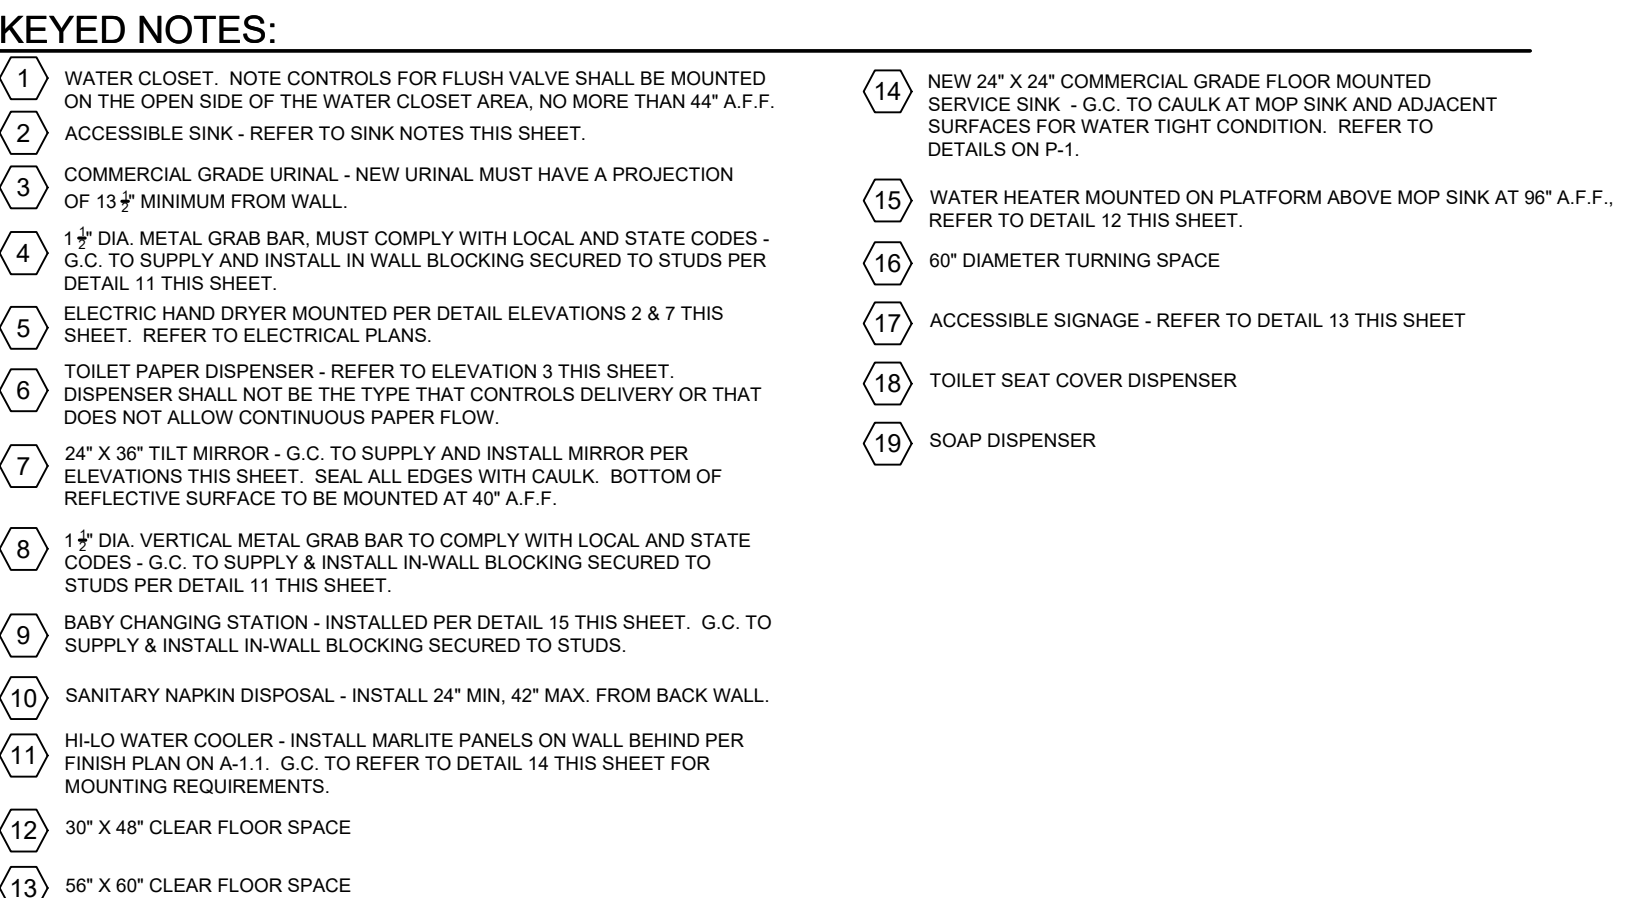 KEYED NOTES:
1 WATER CLOSET. NOTE CONTROLS FOR FLUSH VALVE SHALL BE MOUNTED
ON THE OPEN SIDE OF THE WATER CLOSET AREA, NO MORE THAN 44" A.F.F.
2 ACCESSIBLE SINK - REFER TO SINK NOTES THIS SHEET.
3 COMMERCIAL GRADE URINAL - NEW URINAL MUST HAVE A PROJECTION
OF 13 1/2" MINIMUM FROM WALL.
4 1 1/2" DIA. METAL GRAB BAR, MUST COMPLY WITH LOCAL AND STATE CODES -
G.C. TO SUPPLY AND INSTALL IN WALL BLOCKING SECURED TO STUDS PER
DETAIL 11 THIS SHEET.
5 ELECTRIC HAND DRYER MOUNTED PER DETAIL ELEVATIONS 2 & 7 THIS
SHEET. REFER TO ELECTRICAL PLANS.
6 TOILET PAPER DISPENSER - REFER TO ELEVATION 3 THIS SHEET.
DISPENSER SHALL NOT BE THE TYPE THAT CONTROLS DELIVERY OR THAT
DOES NOT ALLOW CONTINUOUS PAPER FLOW.
7 24" X 36" TILT MIRROR - G.C. TO SUPPLY AND INSTALL MIRROR PER
ELEVATIONS THIS SHEET. SEAL ALL EDGES WITH CAULK. BOTTOM OF
REFLECTIVE SURFACE TO BE MOUNTED AT 40" A.F.F.
8 1 1/2" DIA. VERTICAL METAL GRAB BAR TO COMPLY WITH LOCAL AND STATE
CODES - G.C. TO SUPPLY & INSTALL IN-WALL BLOCKING SECURED TO
STUDS PER DETAIL 11 THIS SHEET.
9 BABY CHANGING STATION - INSTALLED PER DETAIL 15 THIS SHEET. G.C. TO
SUPPLY & INSTALL IN-WALL BLOCKING SECURED TO STUDS.
10 SANITARY NAPKIN DISPOSAL - INSTALL 24" MIN, 42" MAX. FROM BACK WALL.
11 HI-LO WATER COOLER - INSTALL MARLITE PANELS ON WALL BEHIND PER
FINISH PLAN ON A-1.1. G.C. TO REFER TO DETAIL 14 THIS SHEET FOR
MOUNTING REQUIREMENTS.
12 30" X 48" CLEAR FLOOR SPACE
13 56" X 60" CLEAR FLOOR SPACE
14 NEW 24" X 24" COMMERCIAL GRADE FLOOR MOUNTED
SERVICE SINK - G.C. TO CAULK AT MOP SINK AND ADJACENT
SURFACES FOR WATER TIGHT CONDITION. REFER TO
DETAILS ON P-1.
15 WATER HEATER MOUNTED ON PLATFORM ABOVE MOP SINK AT 96" A.F.F.,
REFER TO DETAIL 12 THIS SHEET.
16 60" DIAMETER TURNING SPACE
17 ACCESSIBLE SIGNAGE - REFER TO DETAIL 13 THIS SHEET
18 TOILET SEAT COVER DISPENSER
19 SOAP DISPENSER